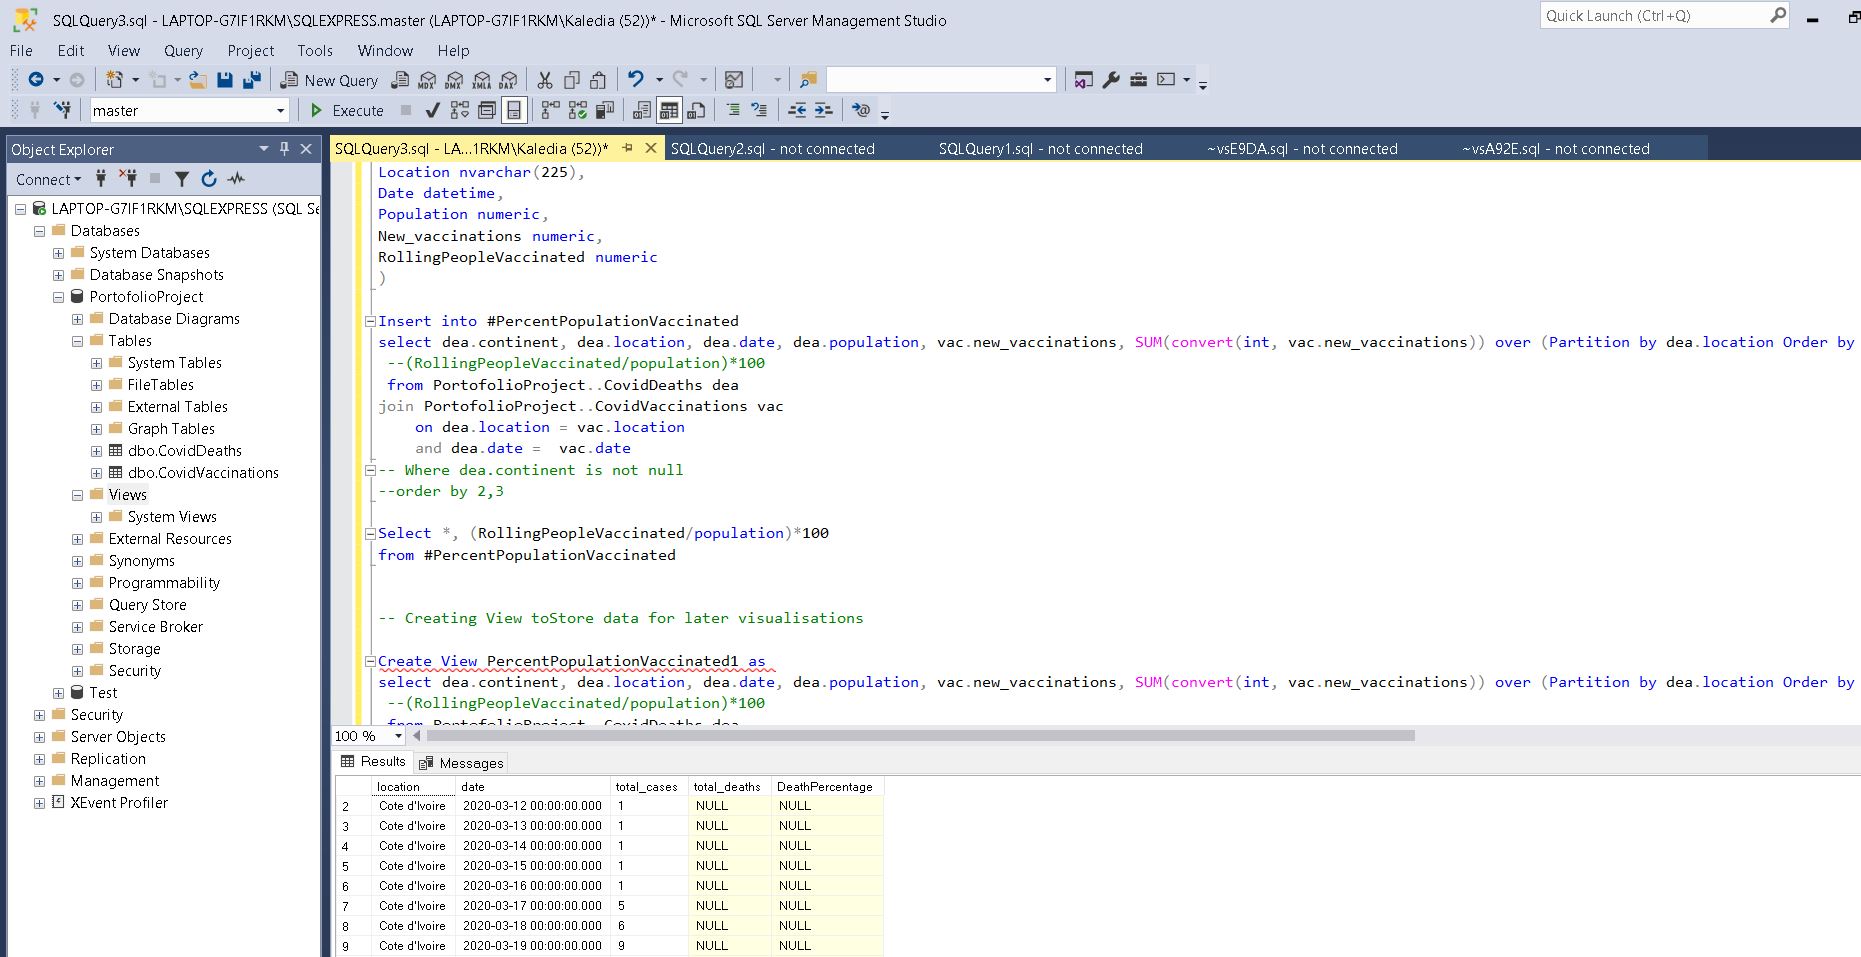 SQLQuery3.sql - LAPTOP-G7IF1RKM\SQLEXPRESS.master (LAPTOP-G7IF1RKM\Kaledia (52))* - Microsoft SQL Server Management Studio
Quick Launch (Ctrl+Q)
File Edit View Query Project Tools Window Help
New Query MDX DMX XMLA DAX
master Execute
Object Explorer
Connect
LAPTOP-G7IF1RKM\SQLEXPRESS (SQL Se
Databases
System Databases
Database Snapshots
PortofolioProject
Database Diagrams
Tables
System Tables
FileTables
External Tables
Graph Tables
dbo.CovidDeaths
dbo.CovidVaccinations
Views
System Views
External Resources
Synonyms
Programmability
Query Store
Service Broker
Storage
Security
Test
Security
Server Objects
Replication
Management
XEvent Profiler
SQLQuery3.sql - LA...1RKM\Kaledia (52))* SQLQuery2.sql - not connected SQLQuery1.sql - not connected ~vsE9DA.sql - not connected ~vsA92E.sql - not connected
Location nvarchar(225),
Date datetime,
Population numeric,
New_vaccinations numeric,
RollingPeopleVaccinated numeric
)
Insert into #PercentPopulationVaccinated
select dea.continent, dea.location, dea.date, dea.population, vac.new_vaccinations, SUM(convert(int, vac.new_vaccinations)) over (Partition by dea.location Order by
--(RollingPeopleVaccinated/population)*100
from PortofolioProject..CovidDeaths dea
join PortofolioProject..CovidVaccinations vac
on dea.location = vac.location
and dea.date = vac.date
-- Where dea.continent is not null
--order by 2,3
Select *, (RollingPeopleVaccinated/population)*100
from #PercentPopulationVaccinated
-- Creating View toStore data for later visualisations
Create View PercentPopulationVaccinated1 as
select dea.continent, dea.location, dea.date, dea.population, vac.new_vaccinations, SUM(convert(int, vac.new_vaccinations)) over (Partition by dea.location Order by
--(RollingPeopleVaccinated/population)*100
from PortofolioProject..CovidDeaths dea
100 %
Results Messages
location date total_cases total_deaths DeathPercentage
2 Cote d'Ivoire 2020-03-12 00:00:00.000 1 NULL NULL
3 Cote d'Ivoire 2020-03-13 00:00:00.000 1 NULL NULL
4 Cote d'Ivoire 2020-03-14 00:00:00.000 1 NULL NULL
5 Cote d'Ivoire 2020-03-15 00:00:00.000 1 NULL NULL
6 Cote d'Ivoire 2020-03-16 00:00:00.000 1 NULL NULL
7 Cote d'Ivoire 2020-03-17 00:00:00.000 5 NULL NULL
8 Cote d'Ivoire 2020-03-18 00:00:00.000 6 NULL NULL
9 Cote d'Ivoire 2020-03-19 00:00:00.000 9 NULL NULL